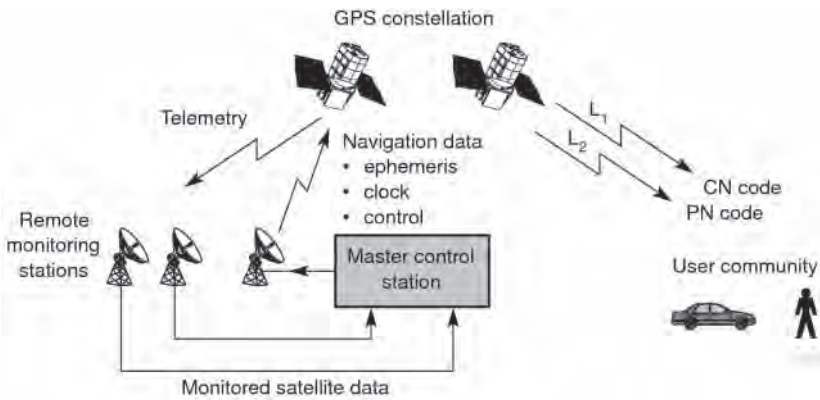 GPS constellation
Telemetry
Navigation data
• ephemeris
• clock
• control
L1
L2
CN code
PN code
Remote
monitoring
stations
Master control
station
User community
Monitored satellite data